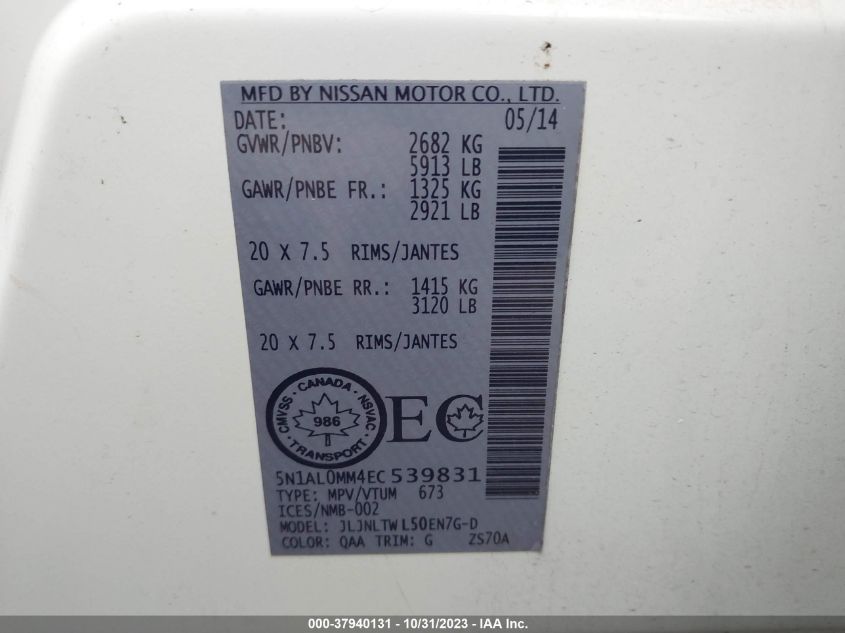 MFD BY NISSAN MOTOR CO., LTD.
DATE: 05/14
GVWR/PNBV: 2682 KG
5913 LB
GAWR/PNBE FR.: 1325 KG
2921 LB
20 X 7.5 RIMS/JANTES
GAWR/PNBE RR.: 1415 KG
3120 LB
20 X 7.5 RIMS/JANTES
CMVSS · CANADA · NSVAC
986
· TRANSPORT ·
EC
5N1AL0MM4EC539831
TYPE: MPV/VTUM 673
ICES/NMB-002
MODEL: JLJNLTWL50EN7G-D
COLOR: QAA TRIM: G ZS70A
000-37940131 - 10/31/2023 - IAA Inc.